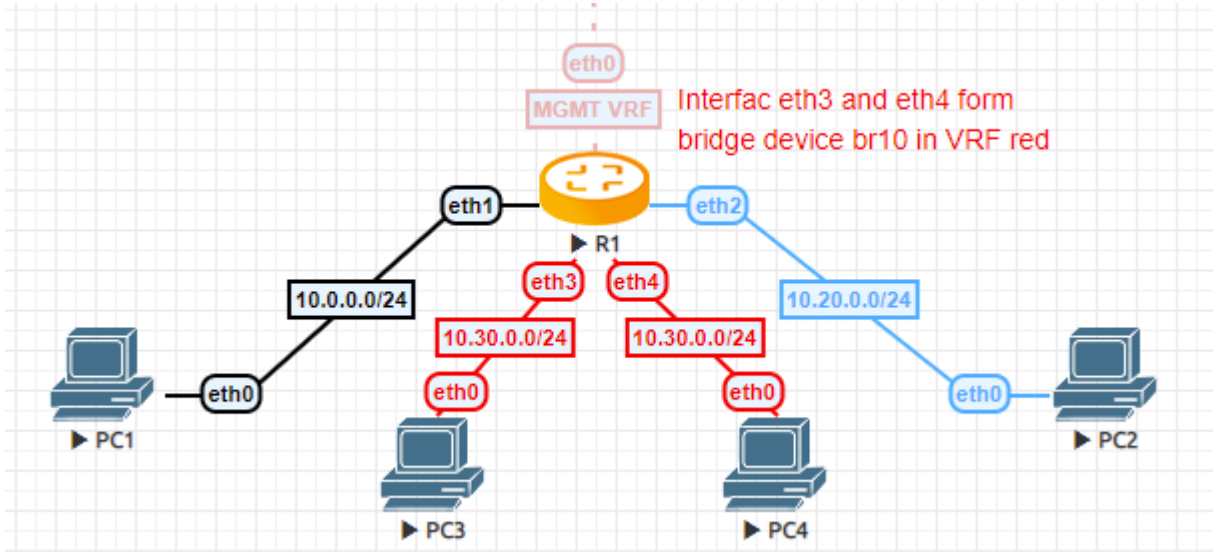 eth0
MGMT VRF
Interfac eth3 and eth4 form
bridge device br10 in VRF red
eth1
eth2
R1
eth3
eth4
10.0.0.0/24
10.20.0.0/24
10.30.0.0/24
10.30.0.0/24
eth0
eth0
eth0
eth0
PC1
PC2
PC3
PC4